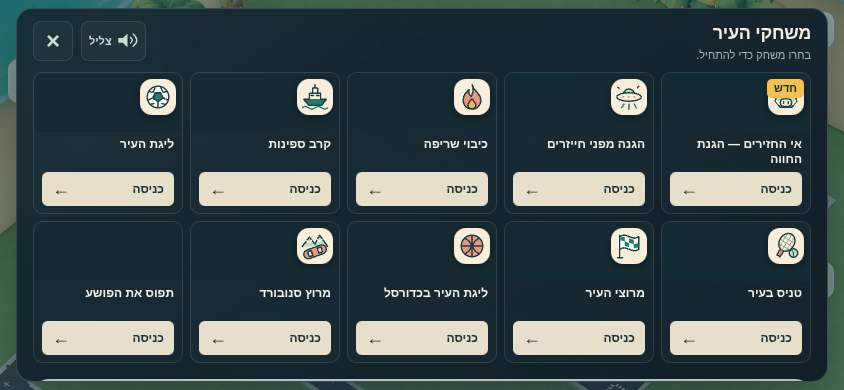 משחקי העיר
בחרו משחק כדי להתחיל.
צליל
חדש
אי החזירים — הגנת
החווה
כניסה
הגנה מפני חייזרים
כניסה
כיבוי שריפה
כניסה
קרב ספינות
כניסה
ליגת העיר
כניסה
טניס בעיר
כניסה
מרוצי העיר
כניסה
ליגת העיר בכדורסל
כניסה
מרוץ סנובורד
כניסה
תפוס את הפושע
כניסה